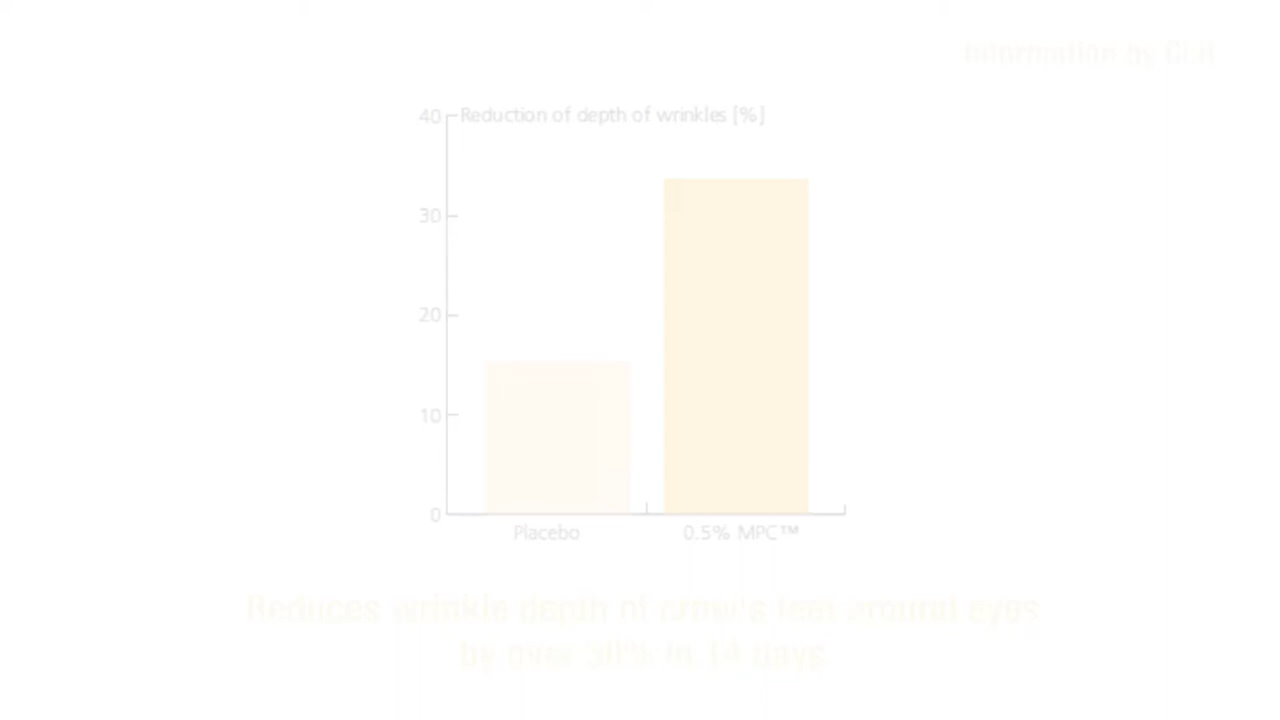 Information by CLR
40 Reduction of depth of wrinkles [%]
30
20
10
0
Placebo 0.5% MPC™
Reduces wrinkle depth of crow's feet around eyes
by over 30% in 14 days